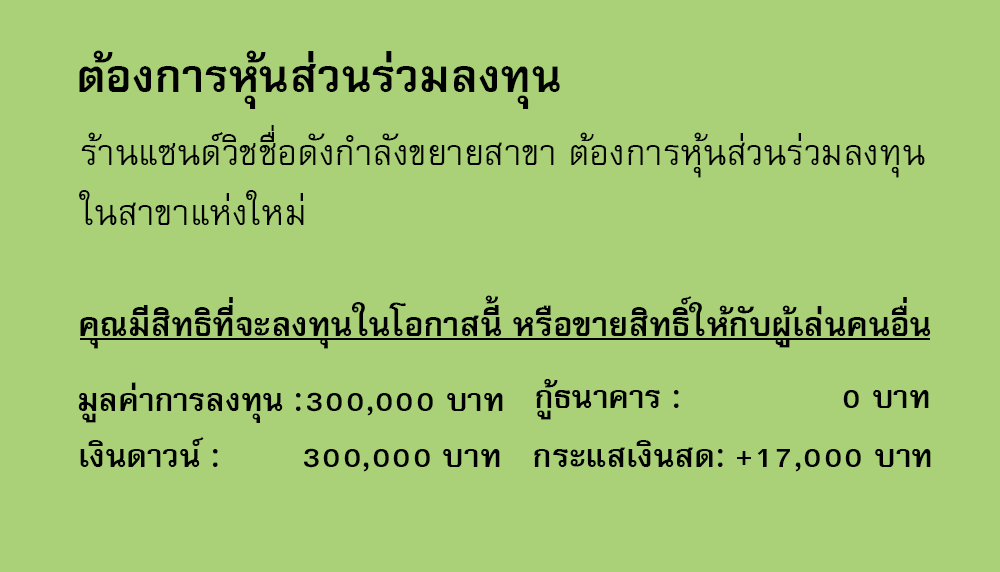 ต้องการหุ้นส่วนร่วมลงทุน
ร้านแซนด์วิชชื่อดังกำลังขยายสาขา ต้องการหุ้นส่วนร่วมลงทุน
ในสาขาแห่งใหม่
คุณมีสิทธิที่จะลงทุนในโอกาสนี้ หรือขายสิทธิ์ให้กับผู้เล่นคนอื่น
มูลค่าการลงทุน :300,000 บาท กู้ธนาคาร : 0 บาท
เงินดาวน์ : 300,000 บาท กระแสเงินสด: +17,000 บาท